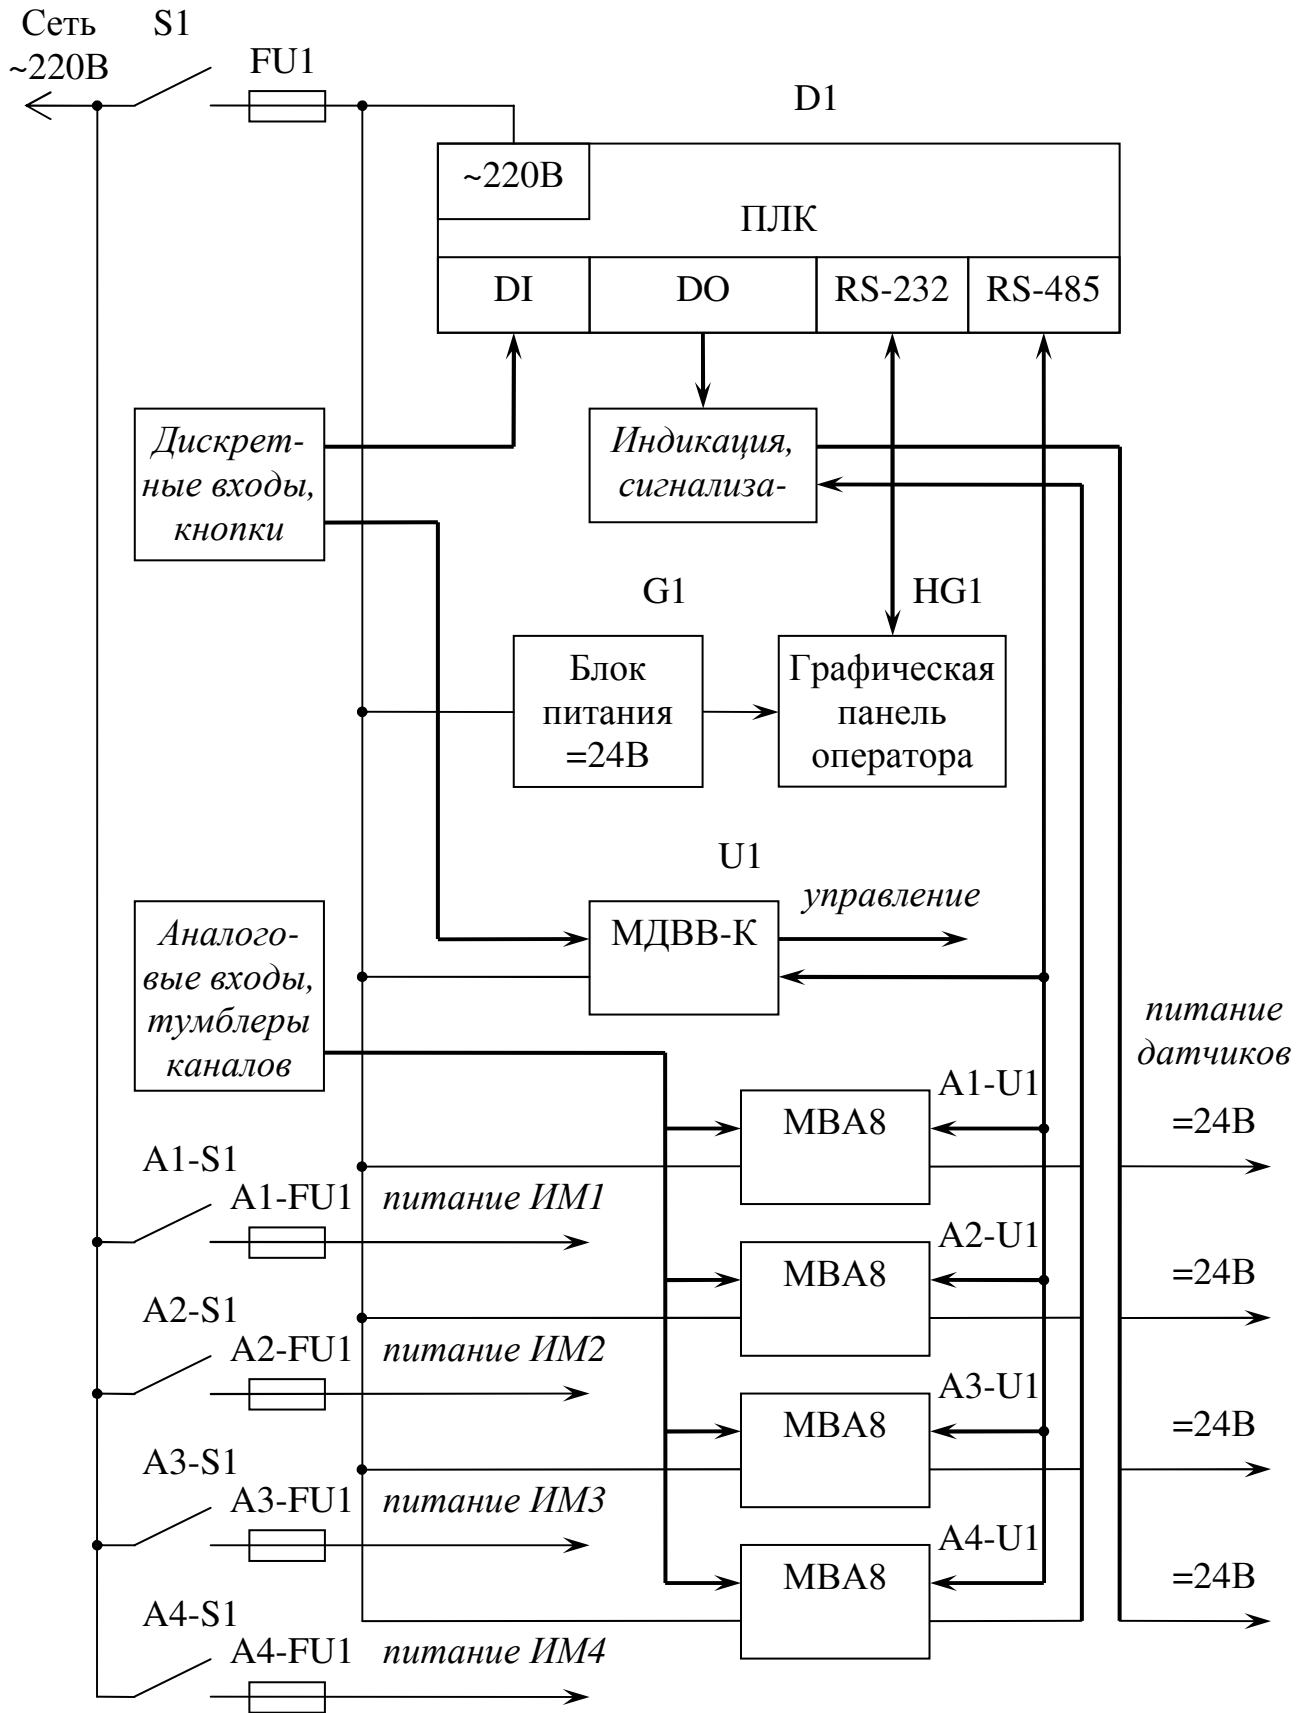 Сеть
~220В
S1
FU1
D1
~220В
ПЛК
DI
DO
RS-232
RS-485
Дискрет-
ные входы,
кнопки
Индикация,
сигнализа-
G1
HG1
Блок
питания
=24В
Графическая
панель
оператора
U1
МДВВ-К
управление
Аналого-
вые входы,
тумблеры
каналов
питание
датчиков
A1-U1
МВА8
=24В
A1-S1
A1-FU1
питание ИМ1
A2-U1
МВА8
=24В
A2-S1
A2-FU1
питание ИМ2
A3-U1
МВА8
=24В
A3-S1
A3-FU1
питание ИМ3
A4-U1
МВА8
=24В
A4-S1
A4-FU1
питание ИМ4